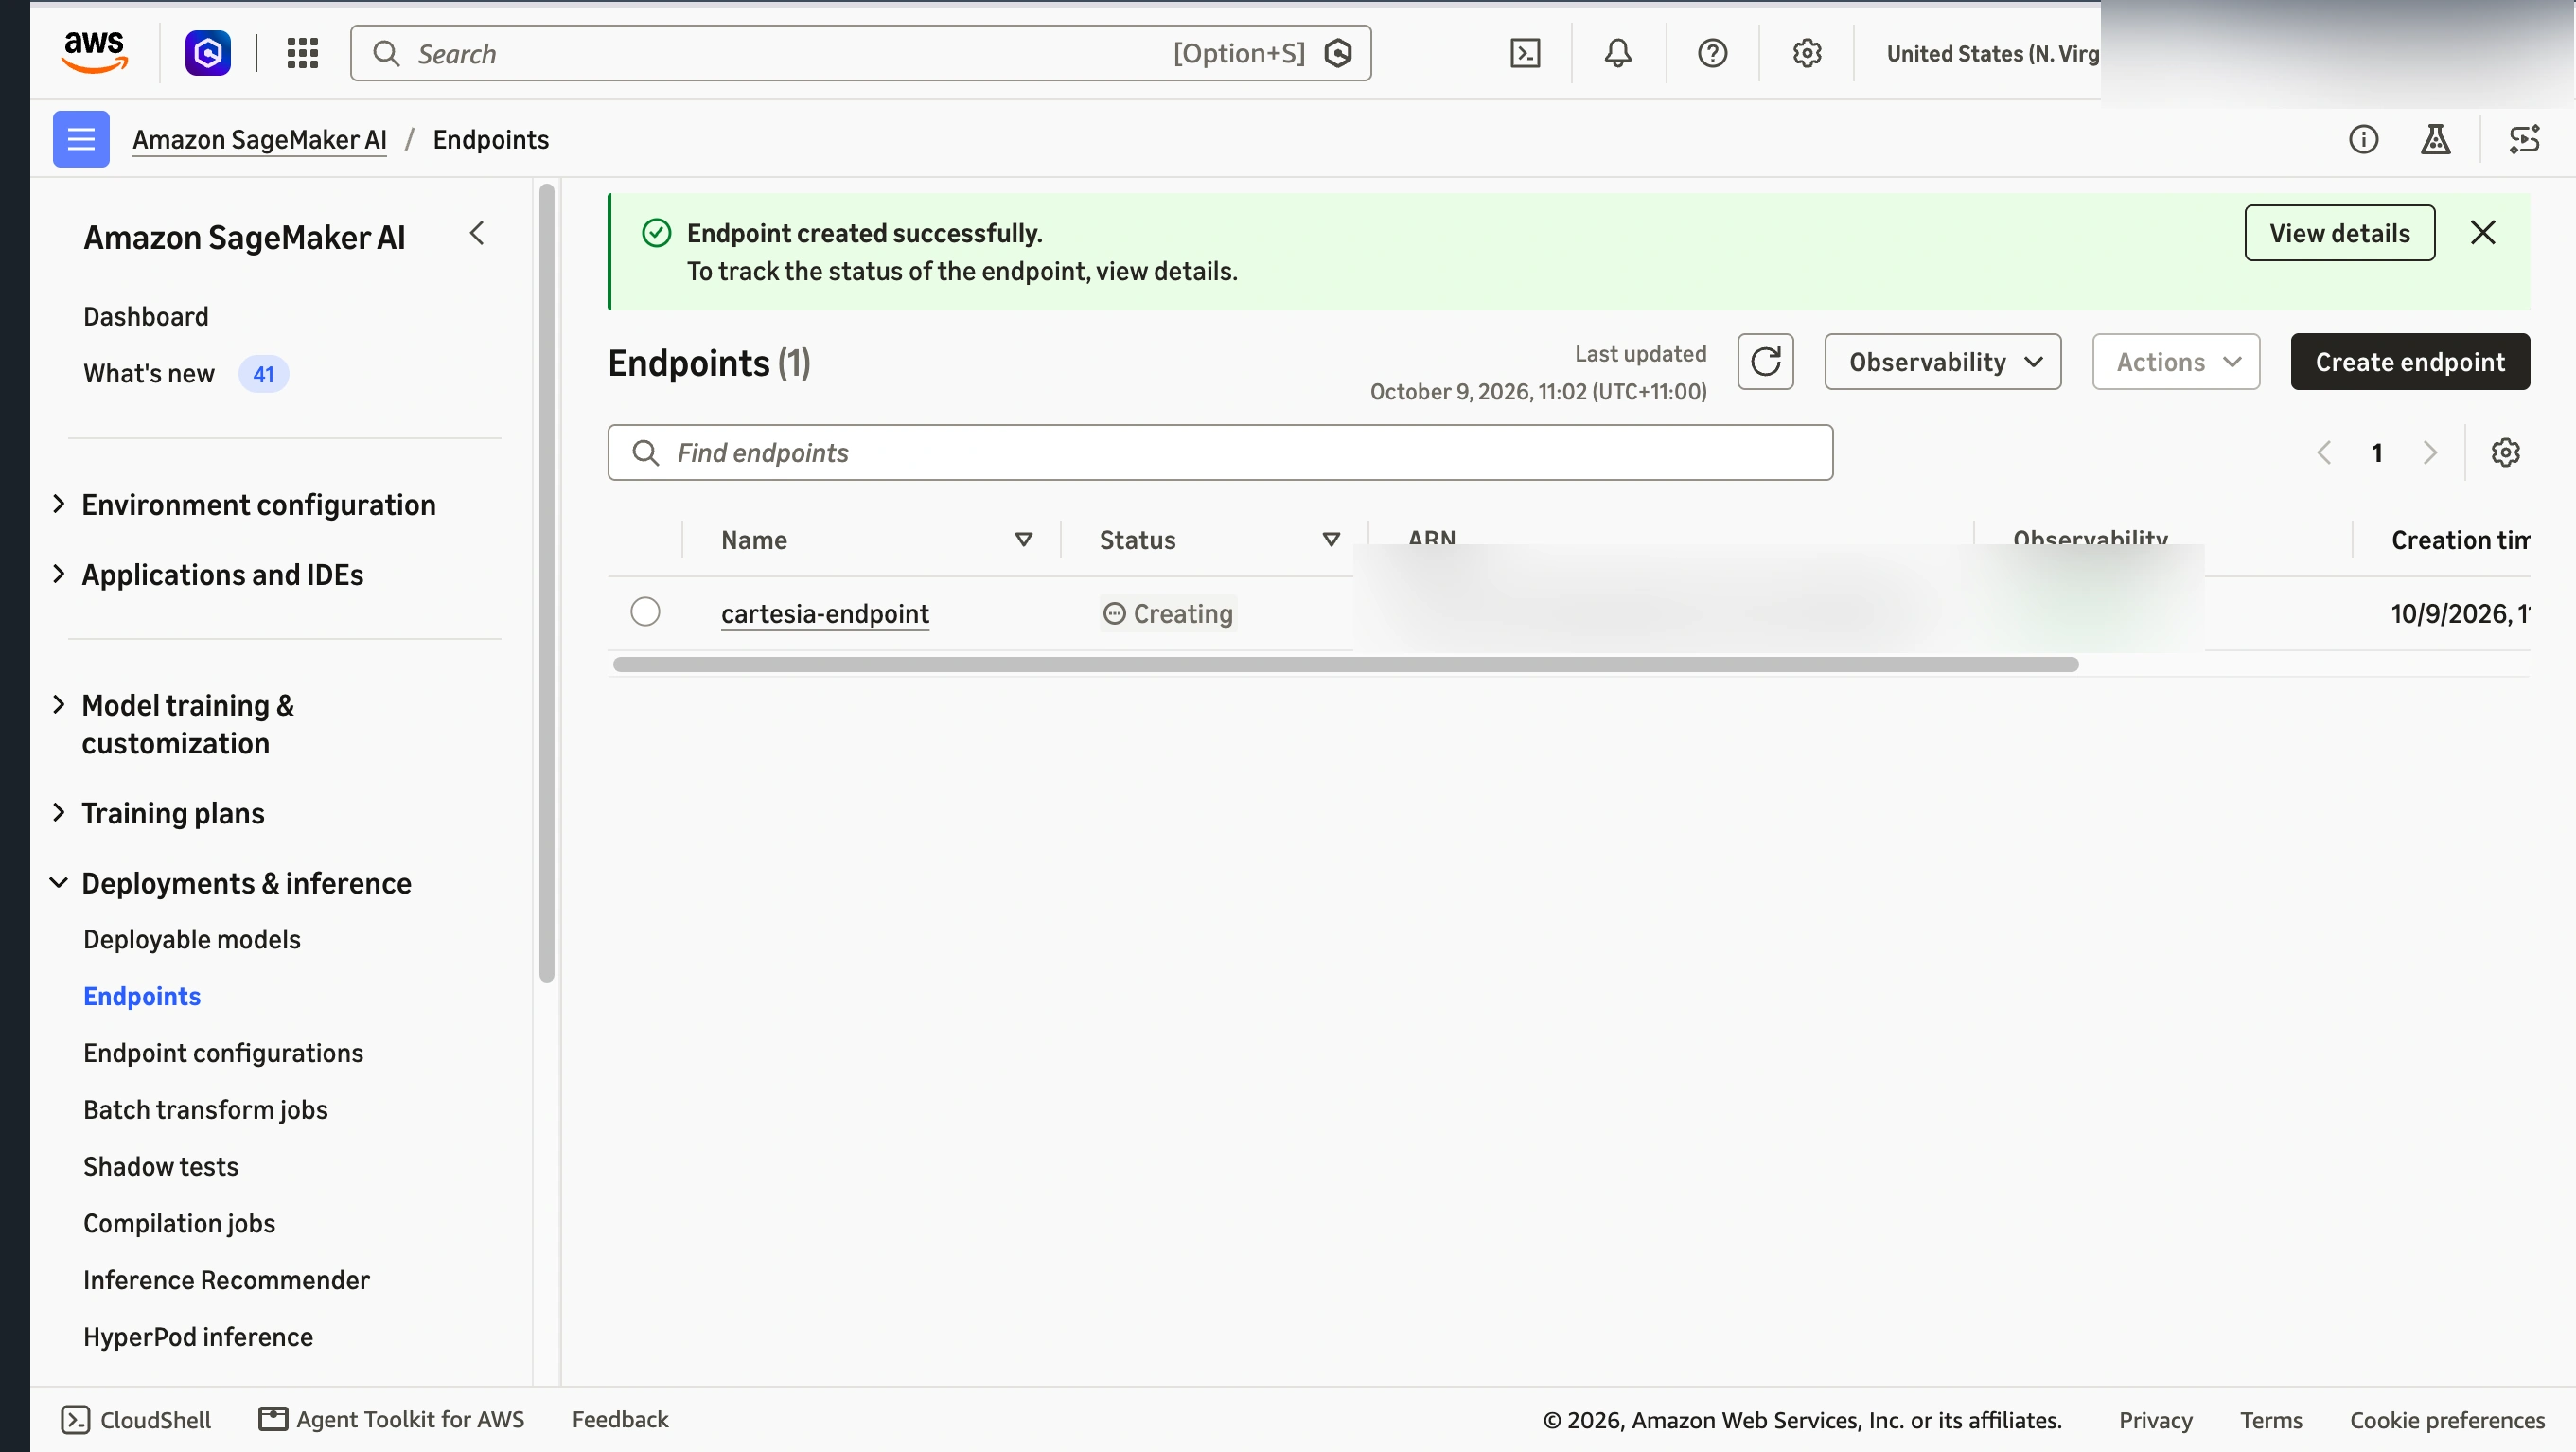 aws
Search
[Option+S]
United States (N. Virg
Amazon SageMaker AI / Endpoints
Amazon SageMaker AI
Dashboard
What's new 41
Environment configuration
Applications and IDEs
Model training &
customization
Training plans
Deployments & inference
Deployable models
Endpoints
Endpoint configurations
Batch transform jobs
Shadow tests
Compilation jobs
Inference Recommender
HyperPod inference
Endpoint created successfully.
To track the status of the endpoint, view details.
View details
Endpoints (1)
Last updated
October 9, 2026, 11:02 (UTC+11:00)
Observability
Actions
Create endpoint
Find endpoints
1
Name Status ARN Observability Creation tim
cartesia-endpoint Creating 10/9/2026, 1
CloudShell Agent Toolkit for AWS Feedback
© 2026, Amazon Web Services, Inc. or its affiliates. Privacy Terms Cookie preferences